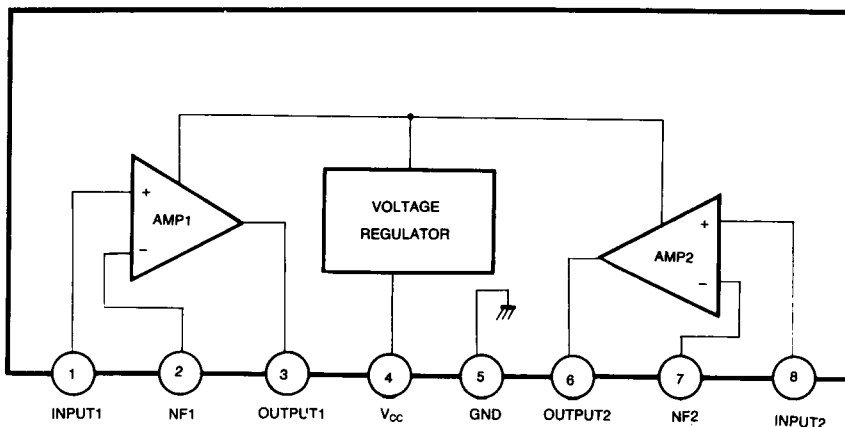 +
AMP1
−
VOLTAGE
REGULATOR
+
AMP2
−
1
2
3
4
5
6
7
8
INPUT1
NF1
OUTPUT1
VCC
GND
OUTPUT2
NF2
INPUT2